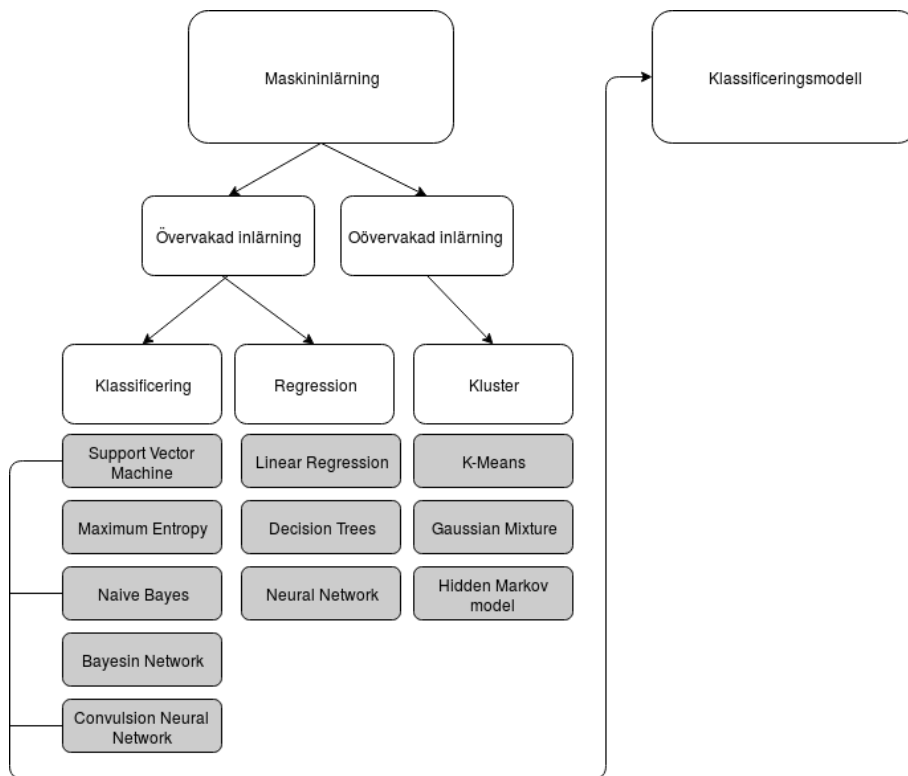 Maskininlärning
Klassificeringsmodell
Övervakad inlärning
Oövervakad inlärning
Klassificering
Regression
Kluster
Support Vector
Machine
Linear Regression
K-Means
Maximum Entropy
Decision Trees
Gaussian Mixture
Naive Bayes
Neural Network
Hidden Markov
model
Bayesin Network
Convulsion Neural
Network